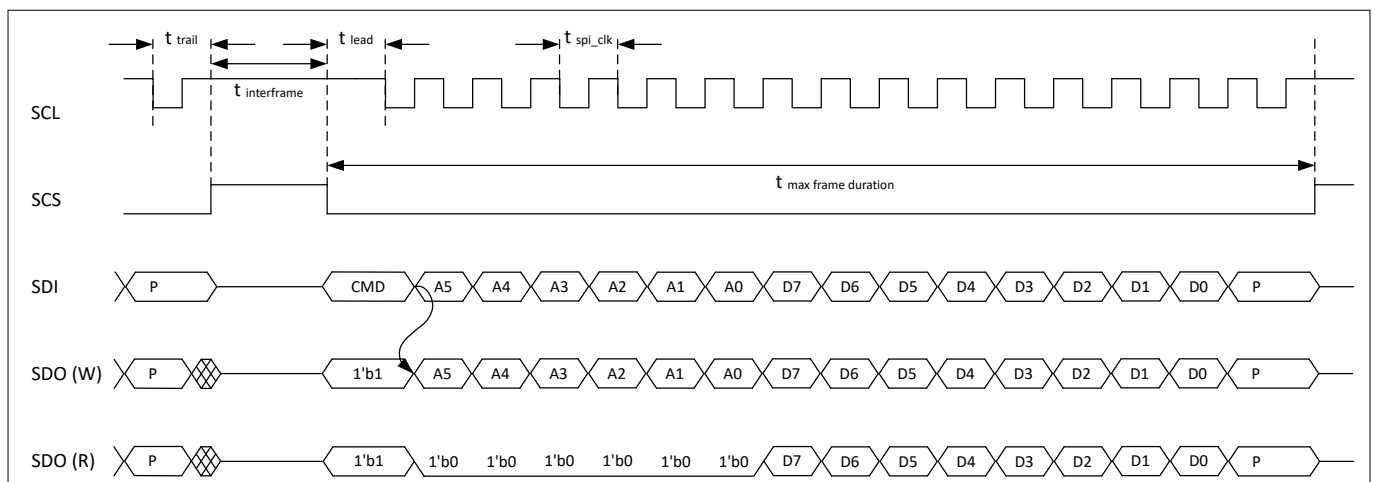 t trail t lead t spi_clk
t interframe
SCL
t max frame duration
SCS
SDI P CMD A5 A4 A3 A2 A1 A0 D7 D6 D5 D4 D3 D2 D1 D0 P
SDO (W) P 1'b1 A5 A4 A3 A2 A1 A0 D7 D6 D5 D4 D3 D2 D1 D0 P
SDO (R) P 1'b1 1'b0 1'b0 1'b0 1'b0 1'b0 1'b0 D7 D6 D5 D4 D3 D2 D1 D0 P